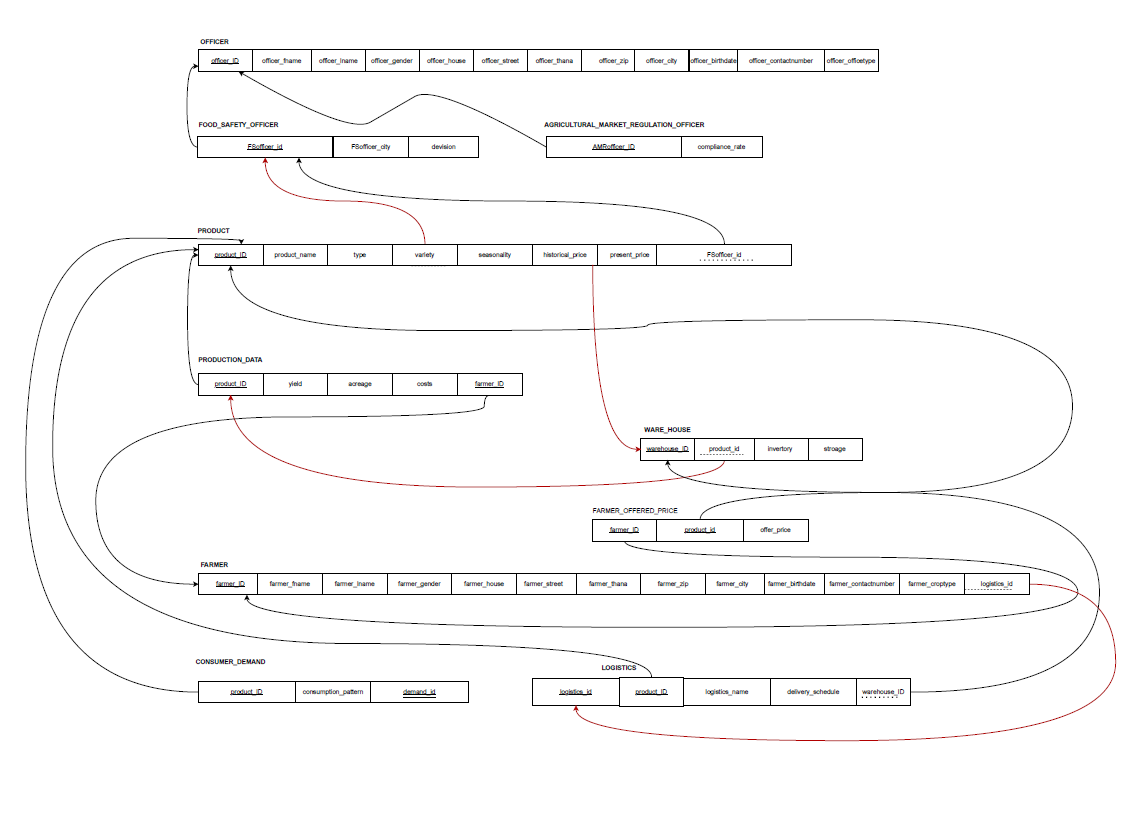 OFFICER
officer_ID officer_fname officer_lname officer_gender officer_house officer_street officer_thana officer_zip officer_city officer_birthdate officer_contactnumber officer_officetype
FOOD_SAFETY_OFFICER AGRICULTURAL_MARKET_REGULATION_OFFICER
FSofficer_id FSofficer_city devision AMRofficer_ID compliance_rate
PRODUCT
product_ID product_name type variety seasonality historical_price present_price FSofficer_id
PRODUCTION_DATA
product_ID yield acreage costs farmer_ID
WARE_HOUSE
warehouse_ID product_id invertory stroage
FARMER_OFFERED_PRICE
farmer_ID product_id offer_price
FARMER
farmer_ID farmer_fname farmer_lname farmer_gender farmer_house farmer_street farmer_thana farmer_zip farmer_city farmer_birthdate farmer_contactnumber farmer_croptype logistics_id
CONSUMER_DEMAND LOGISTICS
product_ID consumption_pattern demand_id logistics_id product_ID logistics_name delivery_schedule warehouse_ID